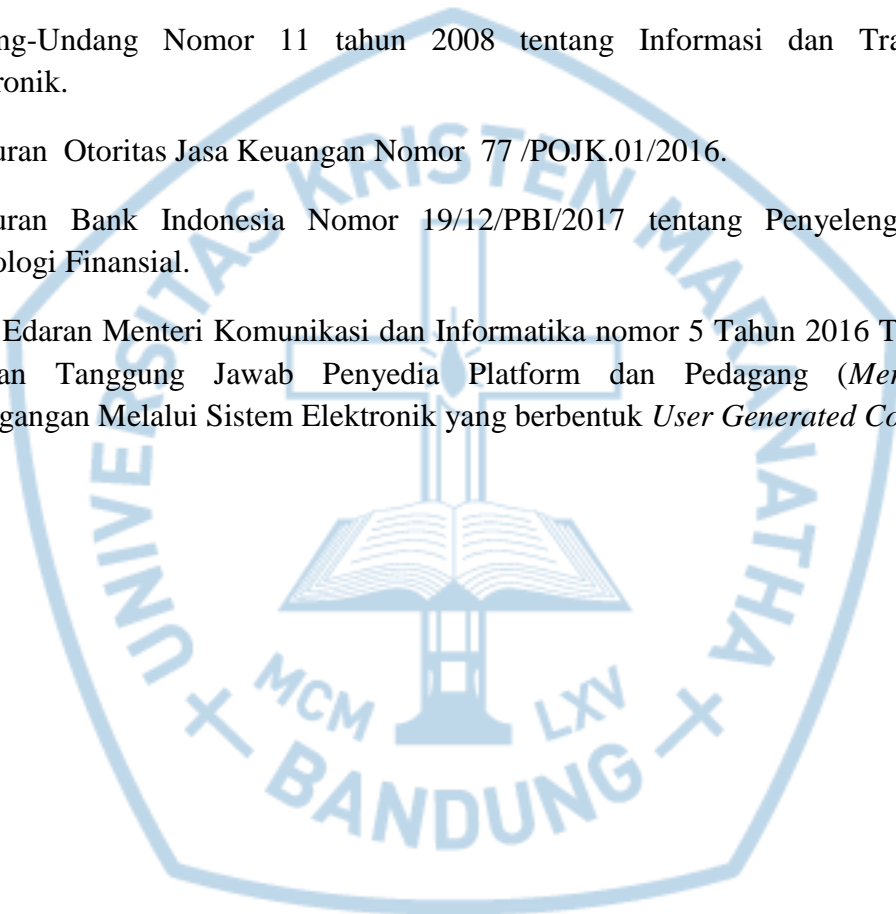 ng-Undang Nomor 11 tahun 2008 tentang Informasi dan Tra
ronik.
uran Otoritas Jasa Keuangan Nomor 77 /POJK.01/2016.
uran Bank Indonesia Nomor 19/12/PBI/2017 tentang Penyeleng
ologi Finansial.
Edaran Menteri Komunikasi dan Informatika nomor 5 Tahun 2016 T
an Tanggung Jawab Penyedia Platform dan Pedagang (Mer
gangan Melalui Sistem Elektronik yang berbentuk User Generated Co
UNIVERSITAS KRISTEN MARANATHA
MCM LXV
BANDUNG